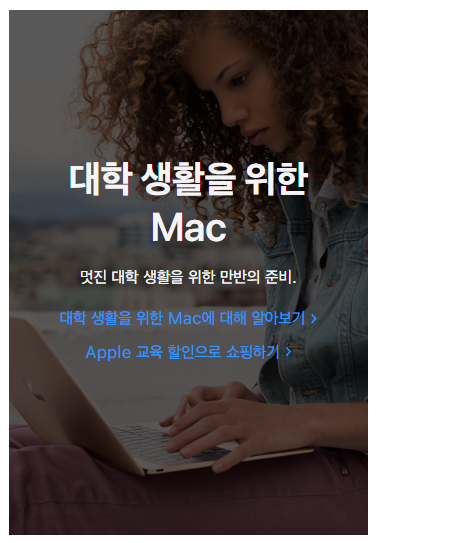 대학 생활을 위한
Mac
멋진 대학 생활을 위한 만반의 준비.
대학 생활을 위한 Mac에 대해 알아보기 >
Apple 교육 할인으로 쇼핑하기 >